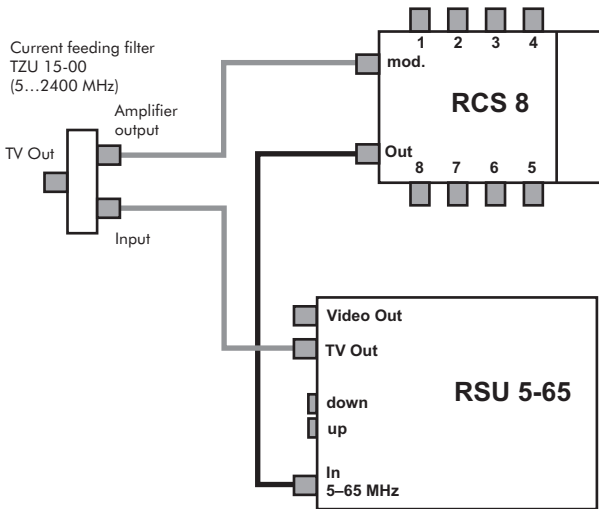 Current feeding filter
TZU 15-00
(5…2400 MHz)
Amplifier
output
TV Out
Input
1 2 3 4
mod.
RCS 8
Out
8 7 6 5
Video Out
TV Out
RSU 5-65
down
up
In
5–65 MHz